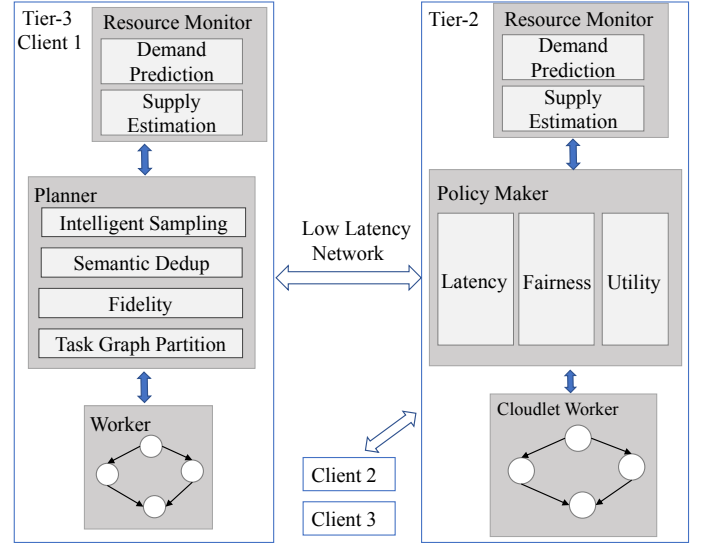 Tier-3
Client 1
Resource Monitor
Demand
Prediction
Supply
Estimation
Planner
Intelligent Sampling
Semantic Dedup
Fidelity
Task Graph Partition
Worker
Low Latency
Network
Client 2
Client 3
Tier-2
Resource Monitor
Demand
Prediction
Supply
Estimation
Policy Maker
Latency
Fairness
Utility
Cloudlet Worker